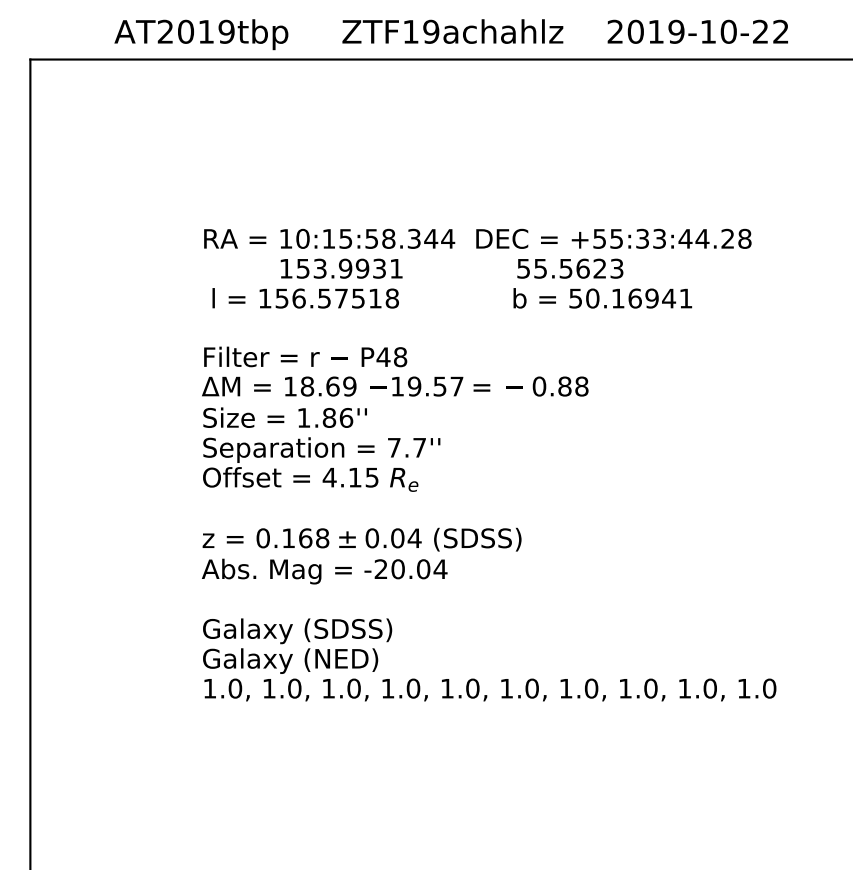 AT2019tbp ZTF19achahlz 2019-10-22
RA = 10:15:58.344 DEC = +55:33:44.28
153.9931 55.5623
l = 156.57518 b = 50.16941
Filter = r − P48
ΔM = 18.69 −19.57 = − 0.88
Size = 1.86''
Separation = 7.7''
Offset = 4.15 Rₑ
z = 0.168 ± 0.04 (SDSS)
Abs. Mag = -20.04
Galaxy (SDSS)
Galaxy (NED)
1.0, 1.0, 1.0, 1.0, 1.0, 1.0, 1.0, 1.0, 1.0, 1.0